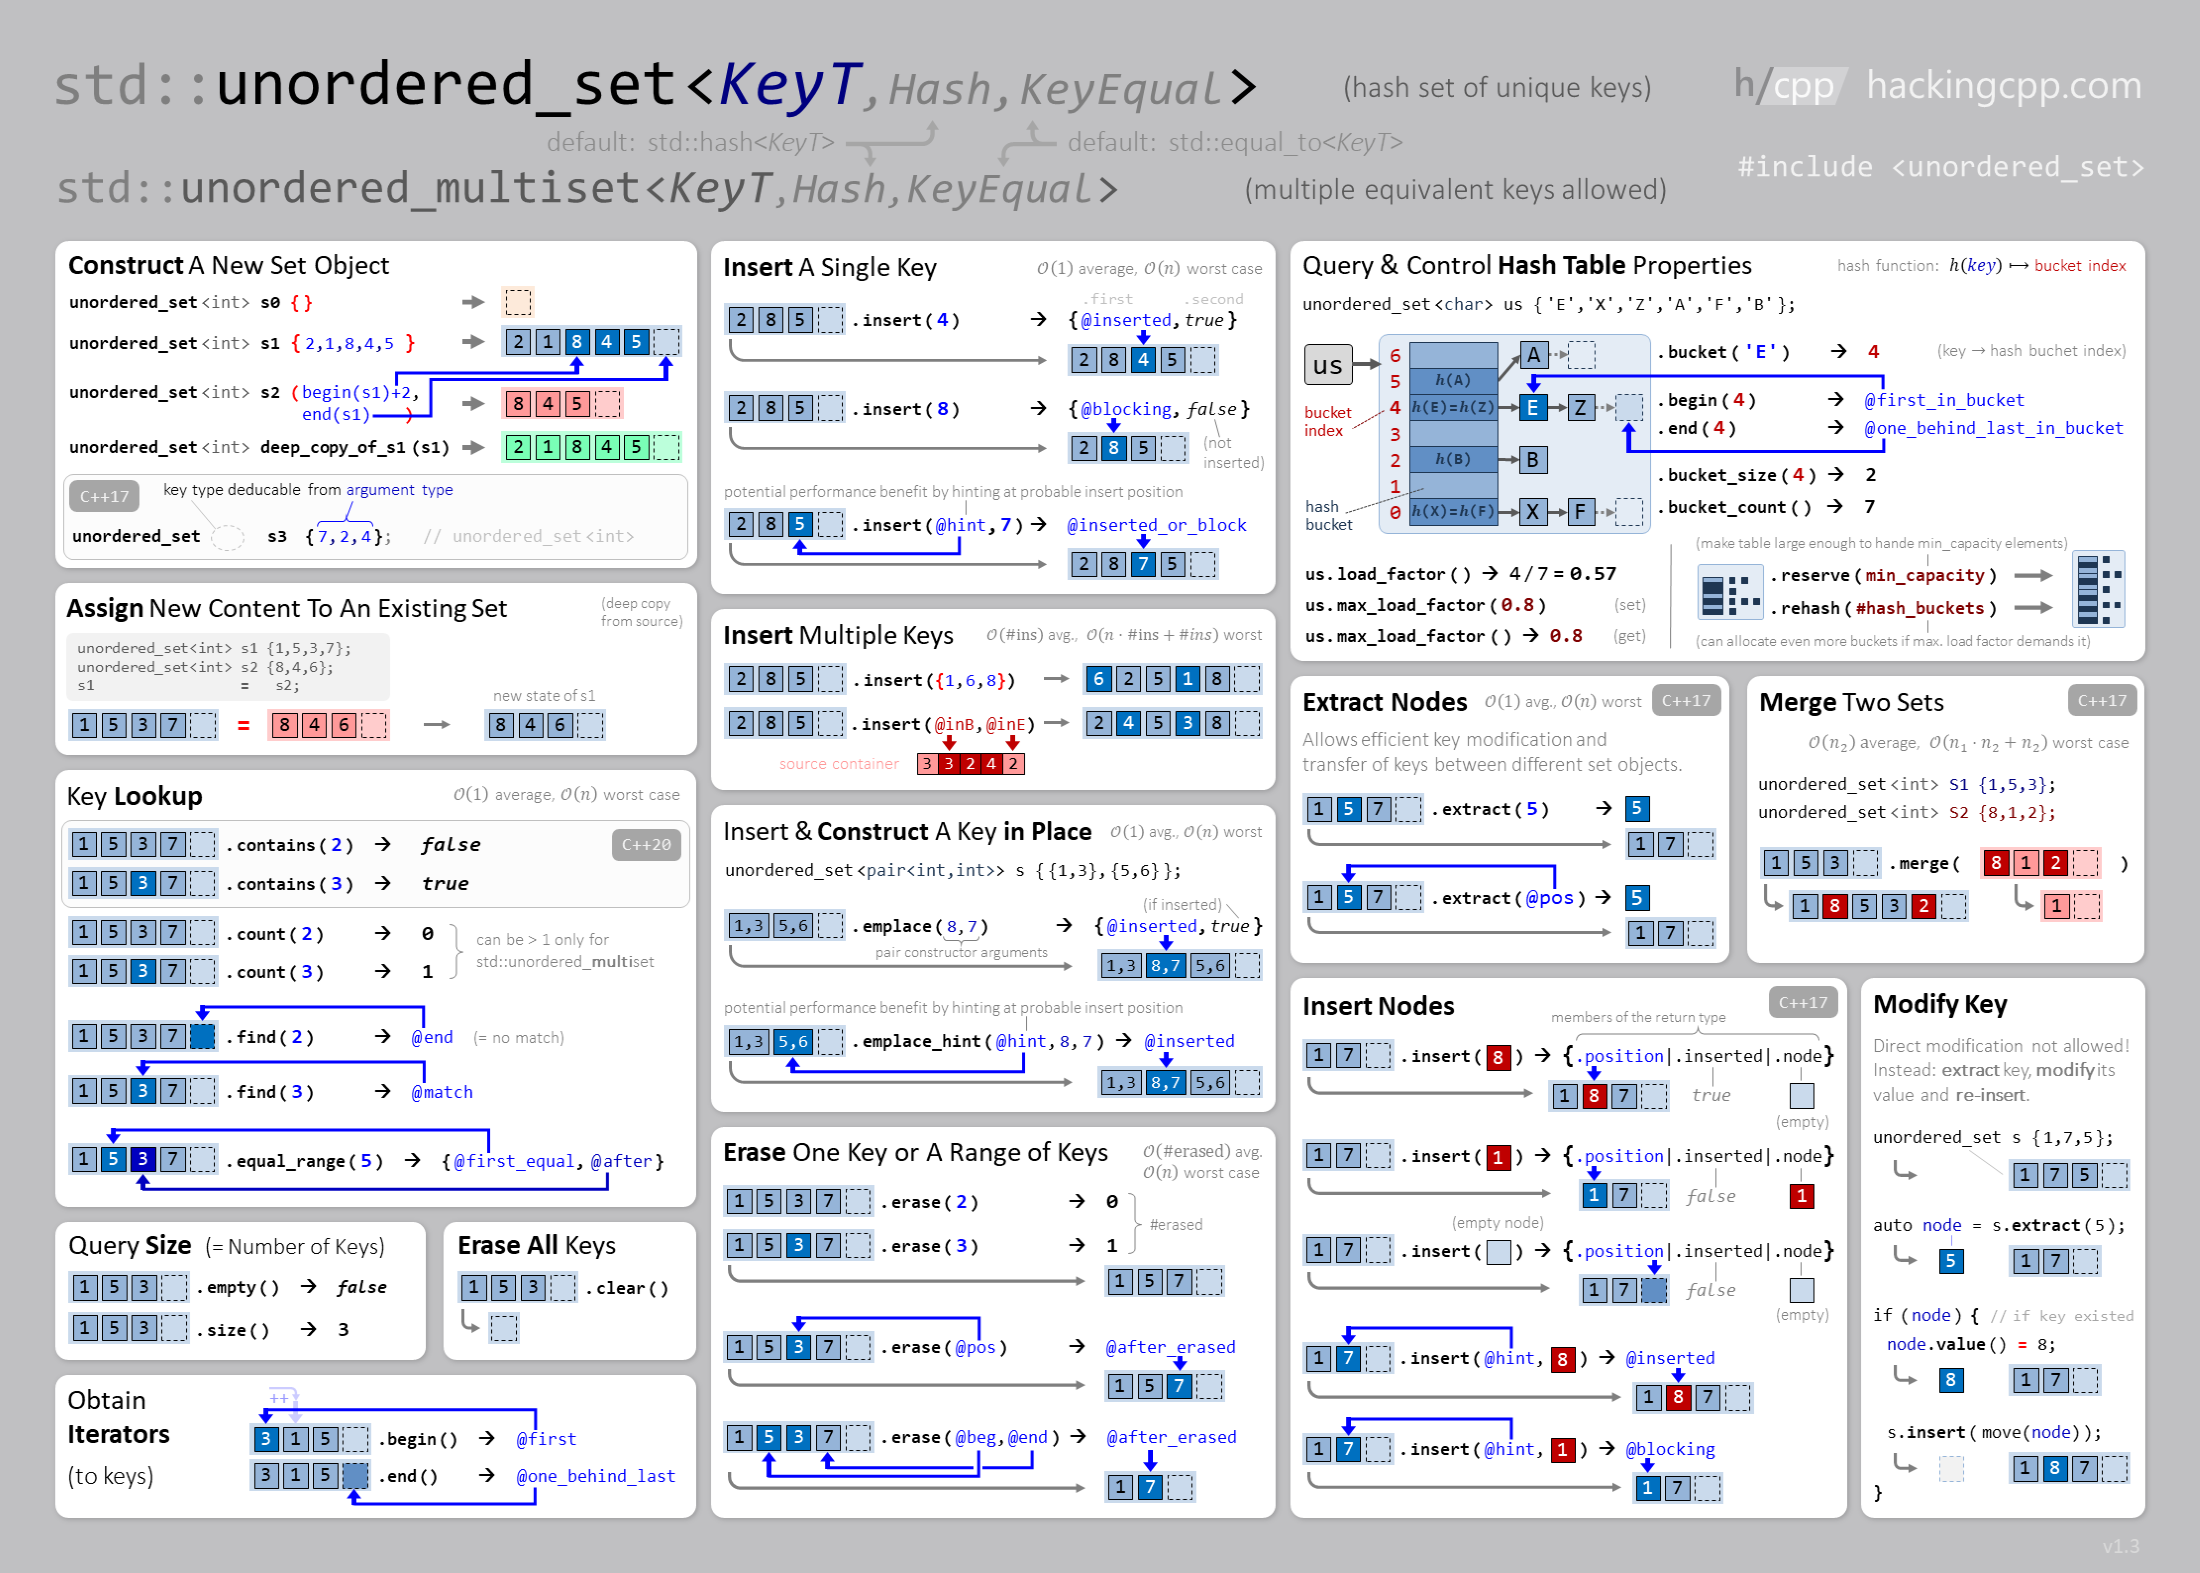 std::unordered_set<KeyT,Hash,KeyEqual>
(hash set of unique keys)
h/cpp hackingcpp.com
default: std::hash<KeyT>
default: std::equal_to<KeyT>
std::unordered_multiset<KeyT,Hash,KeyEqual>
(multiple equivalent keys allowed)
#include <unordered_set>
Construct A New Set Object
unordered_set<int> s0 {}
unordered_set<int> s1 {2,1,8,4,5 }
2 1 8 4 5
unordered_set<int> s2 (begin(s1)+2,
end(s1) )
8 4 5
unordered_set<int> deep_copy_of_s1 (s1)
2 1 8 4 5
C++17
key type deducable from argument type
unordered_set s3 {7,2,4}; // unordered_set<int>
Assign New Content To An Existing Set
(deep copy
from source)
unordered_set<int> s1 {1,5,3,7};
unordered_set<int> s2 {8,4,6};
s1 = s2;
new state of s1
1 5 3 7 = 8 4 6 → 8 4 6
Key Lookup
O(1) average, O(n) worst case
1 5 3 7 .contains(2) → false
C++20
1 5 3 7 .contains(3) → true
1 5 3 7 .count(2) → 0
1 5 3 7 .count(3) → 1
can be > 1 only for
std::unordered_multiset
1 5 3 7 .find(2) → @end (= no match)
1 5 3 7 .find(3) → @match
1 5 3 7 .equal_range(5) → {@first_equal, @after}
Query Size (= Number of Keys)
1 5 3 .empty() → false
1 5 3 .size() → 3
Erase All Keys
1 5 3 .clear()
Obtain
Iterators
(to keys)
++
3 1 5 .begin() → @first
3 1 5 .end() → @one_behind_last
Insert A Single Key
O(1) average, O(n) worst case
.first .second
2 8 5 .insert(4) → {@inserted, true}
2 8 4 5
2 8 5 .insert(8) → {@blocking, false}
2 8 5
(not
inserted)
potential performance benefit by hinting at probable insert position
2 8 5 .insert(@hint,7) → @inserted_or_block
2 8 7 5
Insert Multiple Keys
O(#ins) avg., O(n · #ins + #ins) worst
2 8 5 .insert({1,6,8}) → 6 2 5 1 8
2 8 5 .insert(@inB,@inE) → 2 4 5 3 8
source container 3 3 2 4 2
Insert & Construct A Key in Place
O(1) avg., O(n) worst
unordered_set<pair<int,int>> s {{1,3},{5,6}};
(if inserted)
1,3 5,6 .emplace(8,7) → {@inserted, true}
pair constructor arguments
1,3 8,7 5,6
potential performance benefit by hinting at probable insert position
1,3 5,6 .emplace_hint(@hint,8,7) → @inserted
1,3 8,7 5,6
Erase One Key or A Range of Keys
O(#erased) avg.
O(n) worst case
1 5 3 7 .erase(2) → 0
1 5 3 7 .erase(3) → 1
#erased
1 5 7
1 5 3 7 .erase(@pos) → @after_erased
1 5 7
1 5 3 7 .erase(@beg,@end) → @after_erased
1 7
Query & Control Hash Table Properties
hash function: h(key) ↦ bucket index
unordered_set<char> us {'E','X','Z','A','F','B'};
us
bucket
index
hash
bucket
6
5 h(A) A
4 h(E)=h(Z) E Z
3
2 h(B) B
1
0 h(X)=h(F) X F
.bucket('E') → 4 (key → hash buchet index)
.begin(4) → @first_in_bucket
.end(4) → @one_behind_last_in_bucket
.bucket_size(4) → 2
.bucket_count() → 7
us.load_factor() → 4/7=0.57
us.max_load_factor(0.8) (set)
us.max_load_factor() → 0.8 (get)
(make table large enough to hande min_capacity elements)
.reserve(min_capacity)
.rehash(#hash_buckets)
(can allocate even more buckets if max. load factor demands it)
Extract Nodes
O(1) avg., O(n) worst
C++17
Allows efficient key modification and
transfer of keys between different set objects.
1 5 7 .extract(5) → 5
1 7
1 5 7 .extract(@pos) → 5
1 7
Merge Two Sets
C++17
O(n₂) average, O(n₁ · n₂ + n₂) worst case
unordered_set<int> S1 {1,5,3};
unordered_set<int> S2 {8,1,2};
1 5 3 .merge( 8 1 2 )
1 8 5 3 2
1
Insert Nodes
C++17
members of the return type
1 7 .insert( 8 ) → {.position|.inserted|.node}
1 8 7 true
(empty)
1 7 .insert( 1 ) → {.position|.inserted|.node}
1 7 false 1
(empty node)
1 7 .insert( ) → {.position|.inserted|.node}
1 7 false
(empty)
1 7 .insert(@hint, 8 ) → @inserted
1 8 7
1 7 .insert(@hint, 1 ) → @blocking
1 7
Modify Key
Direct modification not allowed!
Instead: extract key, modify its
value and re-insert.
unordered_set s {1,7,5};
1 7 5
auto node = s.extract(5);
5 1 7
if (node) { // if key existed
node.value() = 8;
8 1 7
s.insert(move(node));
1 8 7
}
v1.3